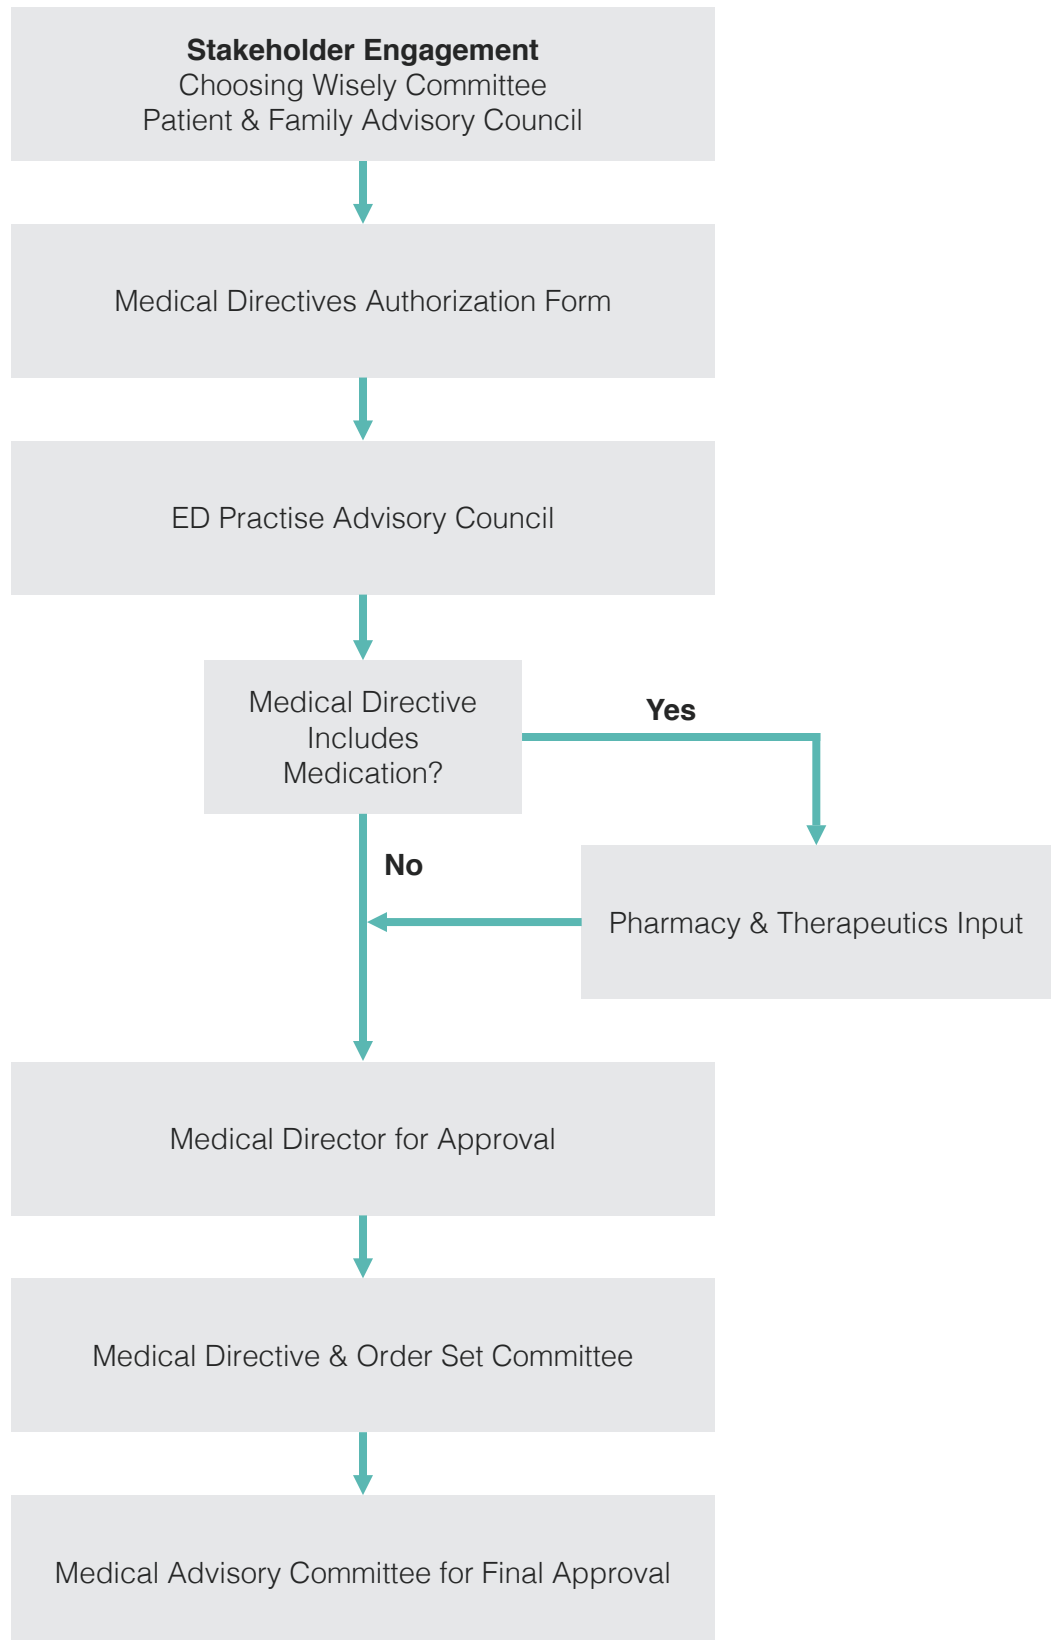 Stakeholder Engagement
Choosing Wisely Committee
Patient & Family Advisory Council
Medical Directives Authorization Form
ED Practise Advisory Council
Medical Directive
Includes
Medication?
Yes
No
Pharmacy & Therapeutics Input
Medical Director for Approval
Medical Directive & Order Set Committee
Medical Advisory Committee for Final Approval